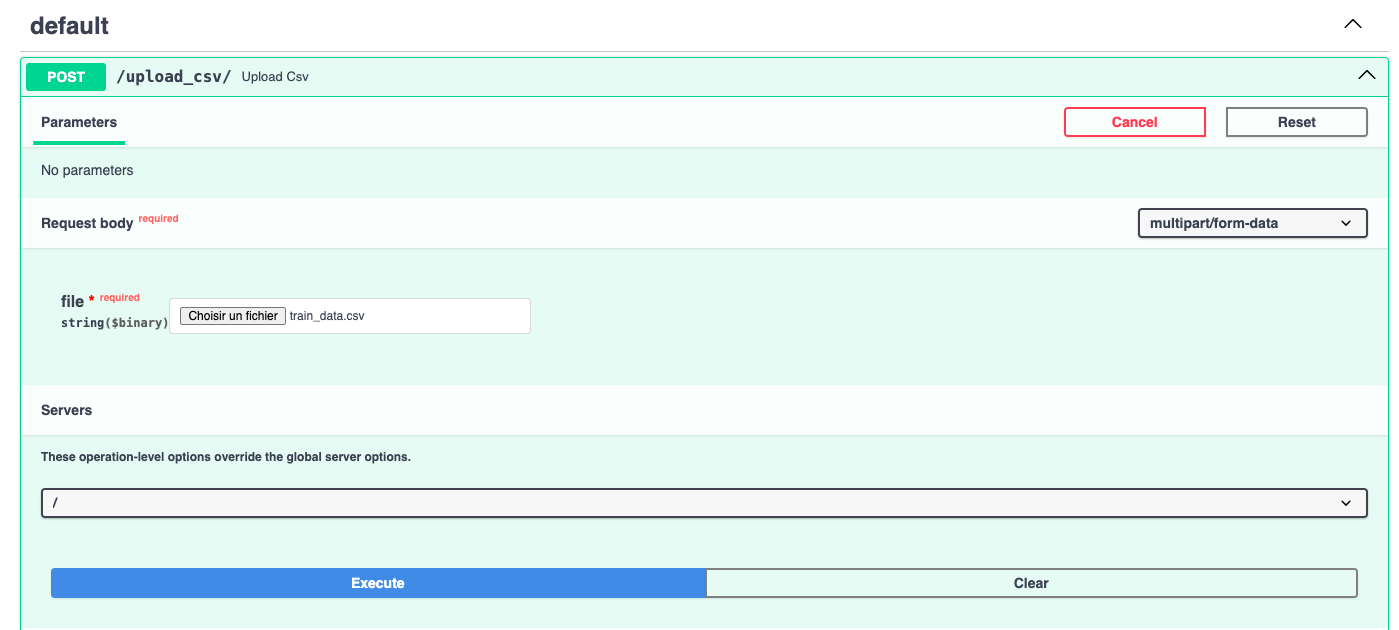 default
POST /upload_csv/ Upload Csv
Parameters Cancel Reset
No parameters
Request body required multipart/form-data
file * required
string($binary) Choisir un fichier train_data.csv
Servers
These operation-level options override the global server options.
/
Execute Clear